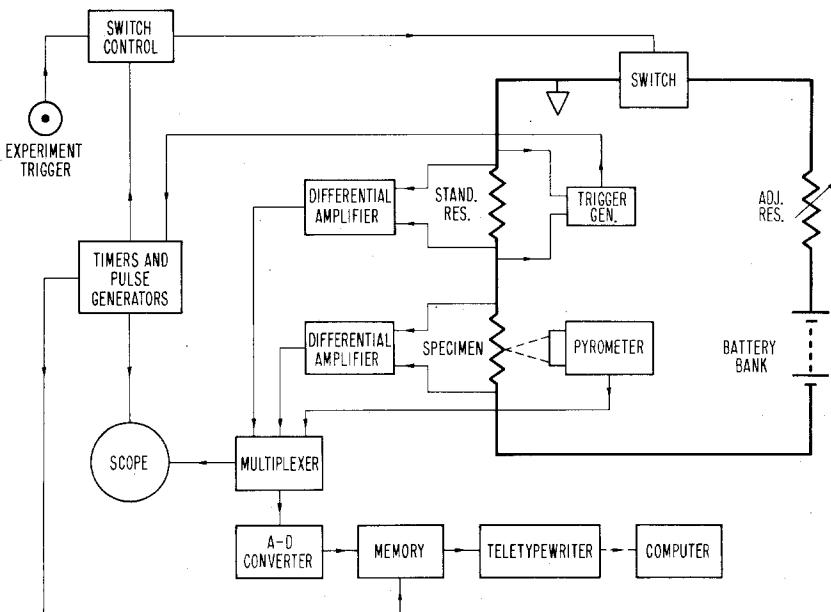 SWITCH
CONTROL
SWITCH
EXPERIMENT
TRIGGER
DIFFERENTIAL
AMPLIFIER
STAND.
RES.
TRIGGER
GEN.
ADJ.
RES.
TIMERS AND
PULSE
GENERATORS
DIFFERENTIAL
AMPLIFIER
SPECIMEN
PYROMETER
BATTERY
BANK
SCOPE
MULTIPLEXER
A-D
CONVERTER
MEMORY
TELETYPEWRITER
COMPUTER